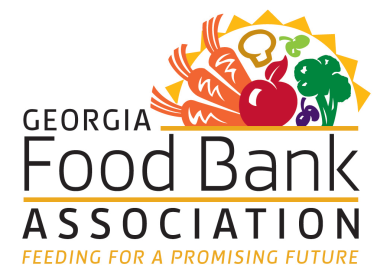 GEORGIA
Food Bank
ASSOCIATION
FEEDING FOR A PROMISING FUTURE